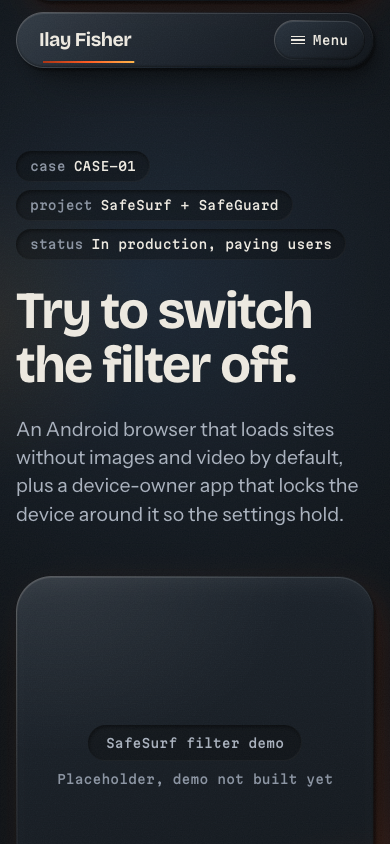 Ilay Fisher
Menu
case CASE-01
project SafeSurf + SafeGuard
status In production, paying users
Try to switch
the filter off.
An Android browser that loads sites
without images and video by default,
plus a device-owner app that locks the
device around it so the settings hold.
SafeSurf filter demo
Placeholder, demo not built yet